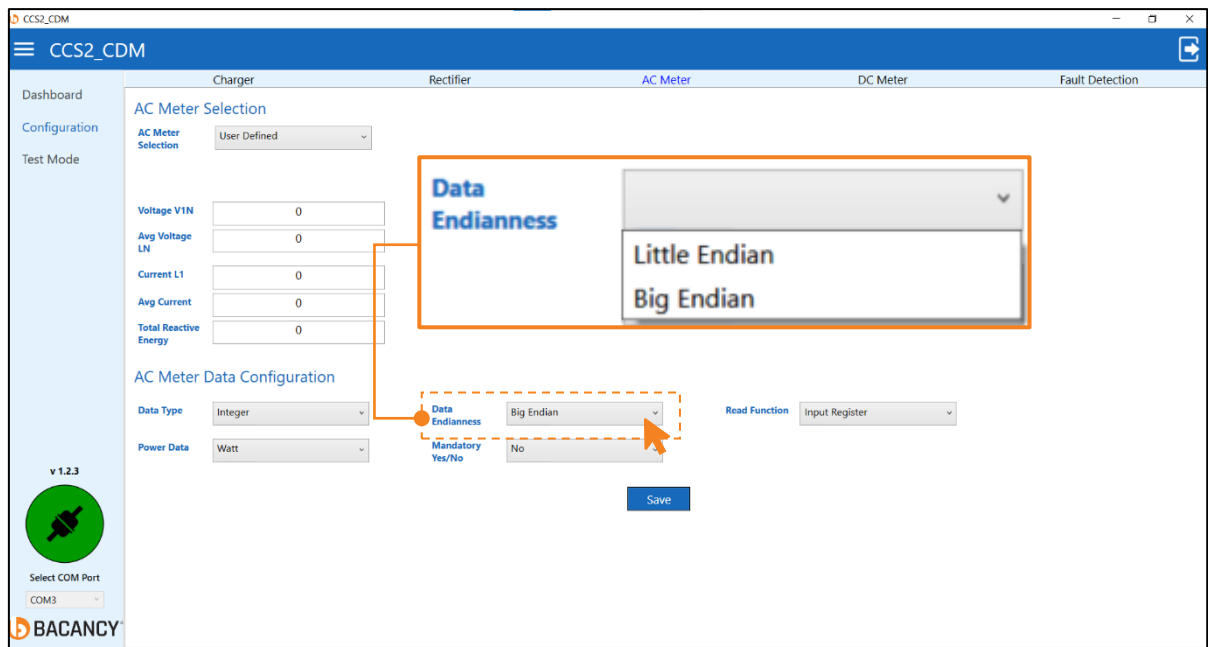 CCS2_CDM
CCS2_CDM
Charger Rectifier AC Meter DC Meter Fault Detection
Dashboard
Configuration
Test Mode
AC Meter Selection
AC Meter
Selection
User Defined
Voltage V1N
0
Avg Voltage
LN
0
Current L1
0
Avg Current
0
Total Reactive
Energy
0
Data
Endianness
Little Endian
Big Endian
AC Meter Data Configuration
Data Type
Integer
Data
Endianness
Big Endian
Read Function
Input Register
Power Data
Watt
Mandatory
Yes/No
No
Save
v 1.2.3
Select COM Port
COM3
BACANCY